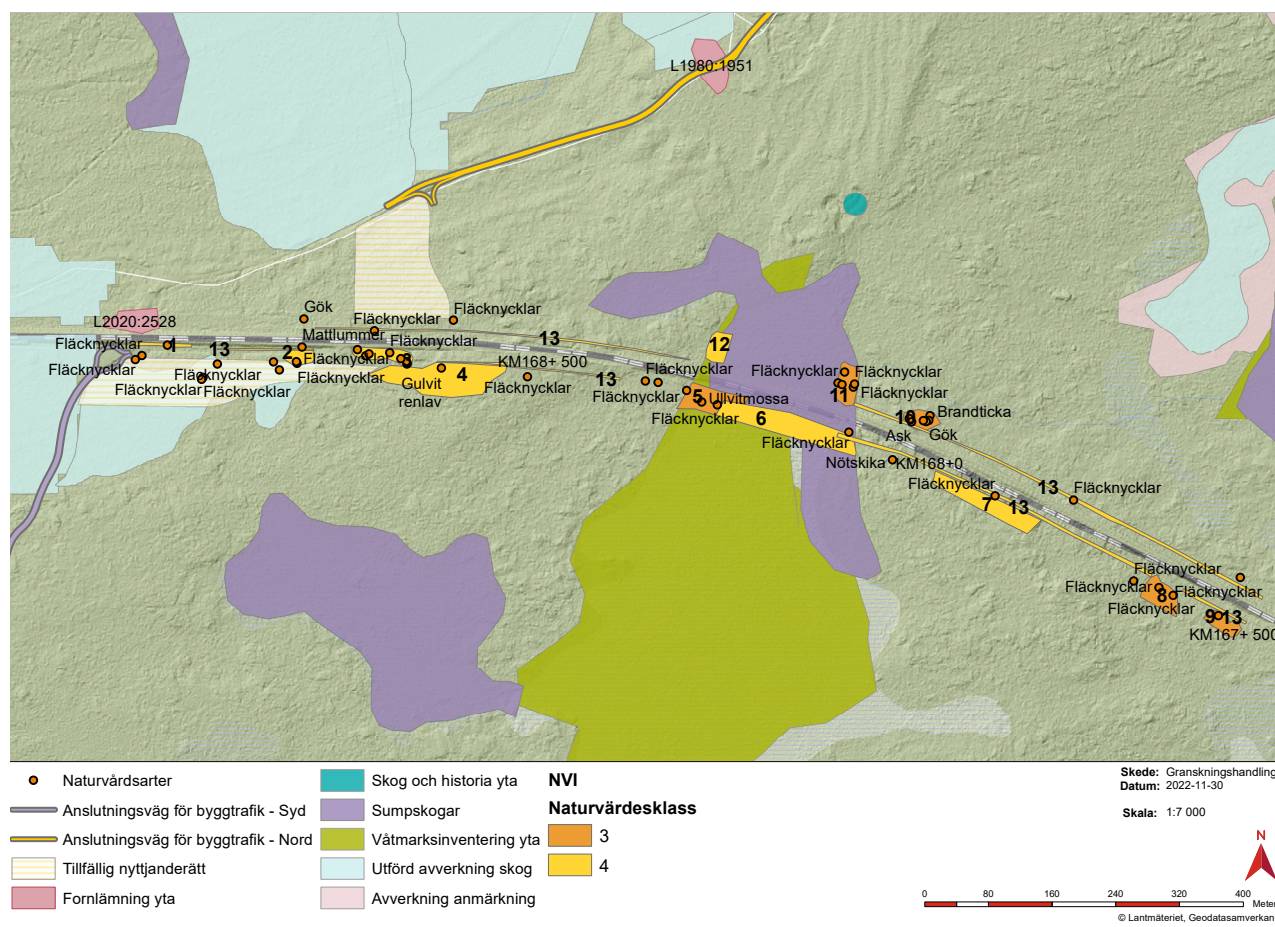 L1980:1951
Gök
L2020:2528
Fläcknycklar
Fläcknycklar
Mattlummer
Fläcknycklar
1
13
2
Fläcknycklar
13
KM168+ 500
12
Fläcknycklar
Fläcknycklar
Fläcknycklar
3
4
Fläcknycklar
Fläcknycklar
Fläcknycklar
Fläcknycklar
Fläcknycklar
Gulvit
renlav
Fläcknycklar
13
Fläcknycklar
Fläcknycklar
5
Ullvitmossa
11
Fläcknycklar
Fläcknycklar
6
10
Brandticka
Fläcknycklar
Ask
Gök
Nötskika
KM168+0
Fläcknycklar
7
13
13
Fläcknycklar
Fläcknycklar
Fläcknycklar
8
Fläcknycklar
Fläcknycklar
9
13
KM167+ 500
Naturvårdsarter
Anslutningsväg för byggtrafik - Syd
Anslutningsväg för byggtrafik - Nord
Tillfällig nyttjanderätt
Fornlämning yta
Skog och historia yta
Sumpskogar
Våtmarksinventering yta
Utförd avverkning skog
Avverkning anmärkning
NVI
Naturvärdesklass
3
4
Skede: Granskningshandling
Datum: 2022-11-30
Skala: 1:7 000
N
0 80 160 240 320 400
Meter
© Lantmäteriet, Geodatasamverkan